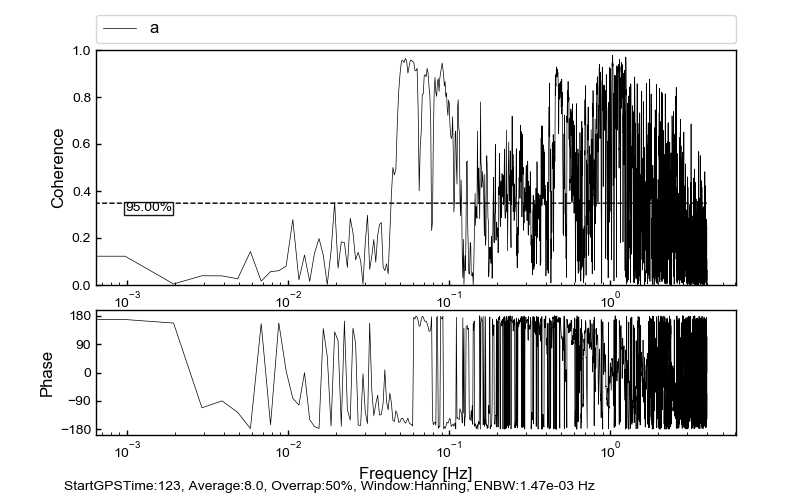 a
Coherence
1.0
0.8
0.6
0.4
0.2
0.0
95.00%
10⁻³ 10⁻² 10⁻¹ 10⁰
Phase
180
90
0
−90
−180
10⁻³ 10⁻² 10⁻¹ 10⁰
Frequency [Hz]
StartGPSTime:123, Average:8.0, Overrap:50%, Window:Hanning, ENBW:1.47e-03 Hz